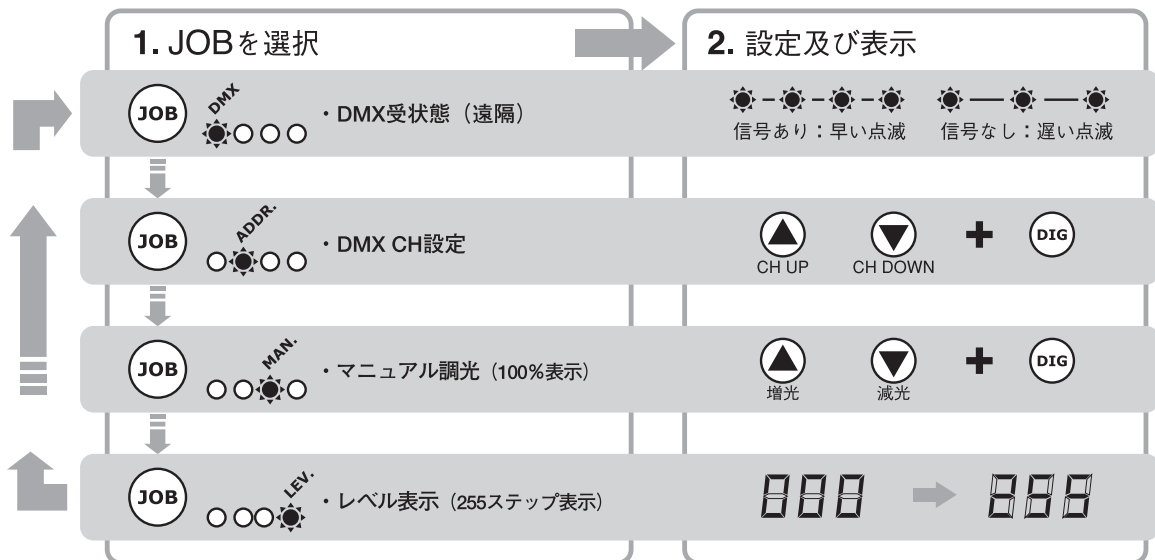 1. JOBを選択
2. 設定及び表示
JOB
DMX
・DMX受状態（遠隔）
信号あり：早い点滅
信号なし：遅い点滅
JOB
ADDR.
・DMX CH設定
CH UP
CH DOWN
+
DIG
JOB
MAN.
・マニュアル調光（100%表示）
増光
減光
+
DIG
JOB
LEV.
・レベル表示（255ステップ表示）
000
255